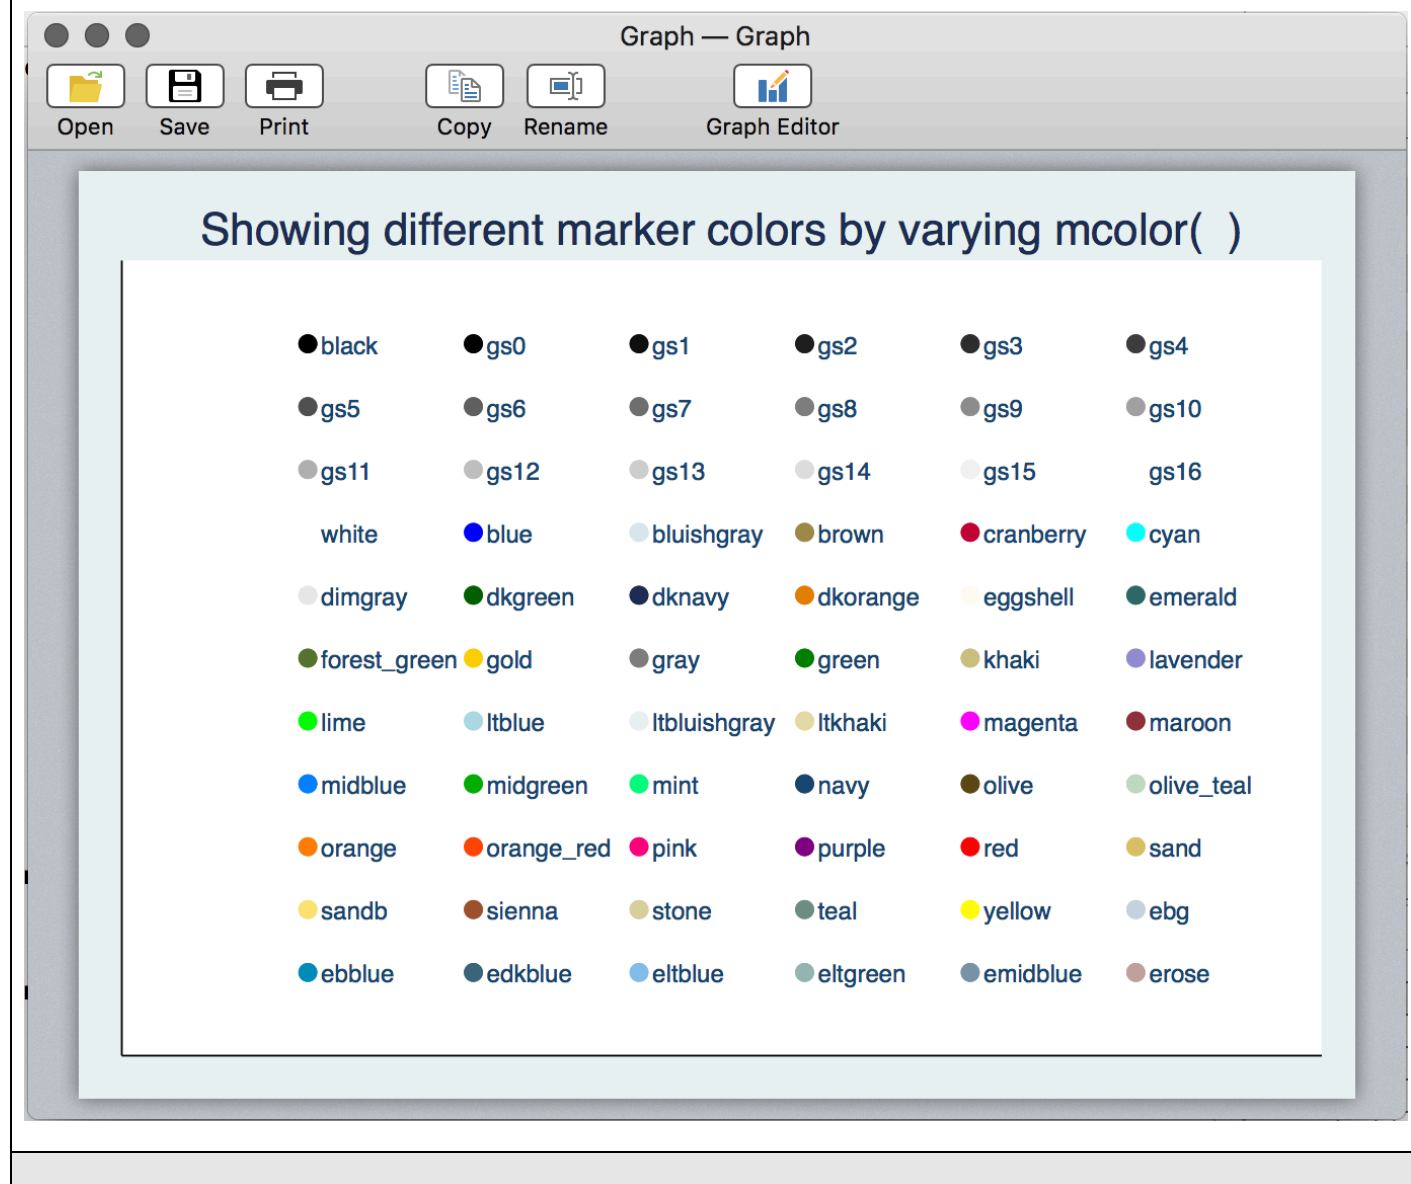 Graph — Graph
Open Save Print Copy Rename Graph Editor
Showing different marker colors by varying mcolor( )
black gs0 gs1 gs2 gs3 gs4
gs5 gs6 gs7 gs8 gs9 gs10
gs11 gs12 gs13 gs14 gs15 gs16
white blue bluishgray brown cranberry cyan
dimgray dkgreen dknavy dkorange eggshell emerald
forest_green gold gray green khaki lavender
lime ltblue ltbluishgray ltkhaki magenta maroon
midblue midgreen mint navy olive olive_teal
orange orange_red pink purple red sand
sandb sienna stone teal yellow ebg
ebblue edkblue eltblue eltgreen emidblue erose